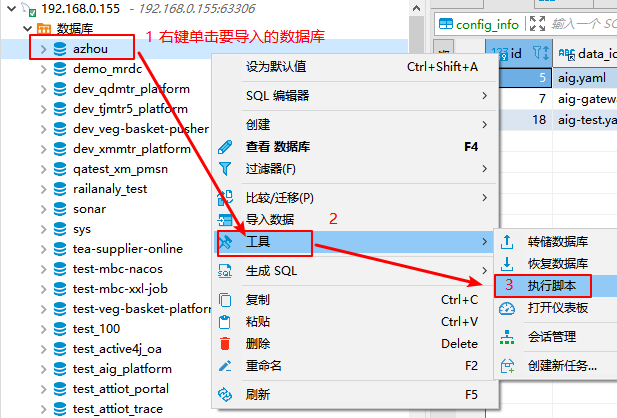 192.168.0.155 - 192.168.0.155:63306
数据库
azhou
1 右键单击要导入的数据库
demo_mrdc
dev_qdmtr_platform
dev_tjmtr5_platform
dev_veg-basket-pusher
dev_xmmtr_platform
qatest_xm_pmsn
railanaly_test
sonar
sys
tea-supplier-online
test-mbc-nacos
test-mbc-xxl-job
test-veg-basket-platform
test_100
test_active4j_oa
test_aig_platform
test_attiot_portal
test_attiot_trace
设为默认值 Ctrl+Shift+A
SQL 编辑器
创建
查看 数据库 F4
过滤器(F)
比较/迁移(P)
导入数据
2
工具
生成 SQL
复制 Ctrl+C
粘贴 Ctrl+V
删除 Delete
重命名 F2
刷新 F5
转储数据库
恢复数据库
3 执行脚本
打开仪表板
会话管理
创建新任务...
config_info 输入一个 SQ
123 id ABC data_id
5 aig.yaml
7 aig-gatew
18 aig-test.ya